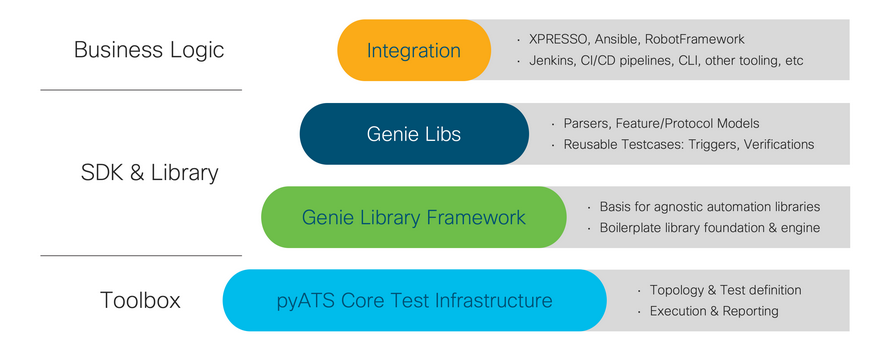 Business Logic
Integration
· XPRESSO, Ansible, RobotFramework
· Jenkins, CI/CD pipelines, CLI, other tooling, etc
SDK & Library
Genie Libs
· Parsers, Feature/Protocol Models
· Reusable Testcases: Triggers, Verifications
Genie Library Framework
· Basis for agnostic automation libraries
· Boilerplate library foundation & engine
Toolbox
pyATS Core Test Infrastructure
· Topology & Test definition
· Execution & Reporting